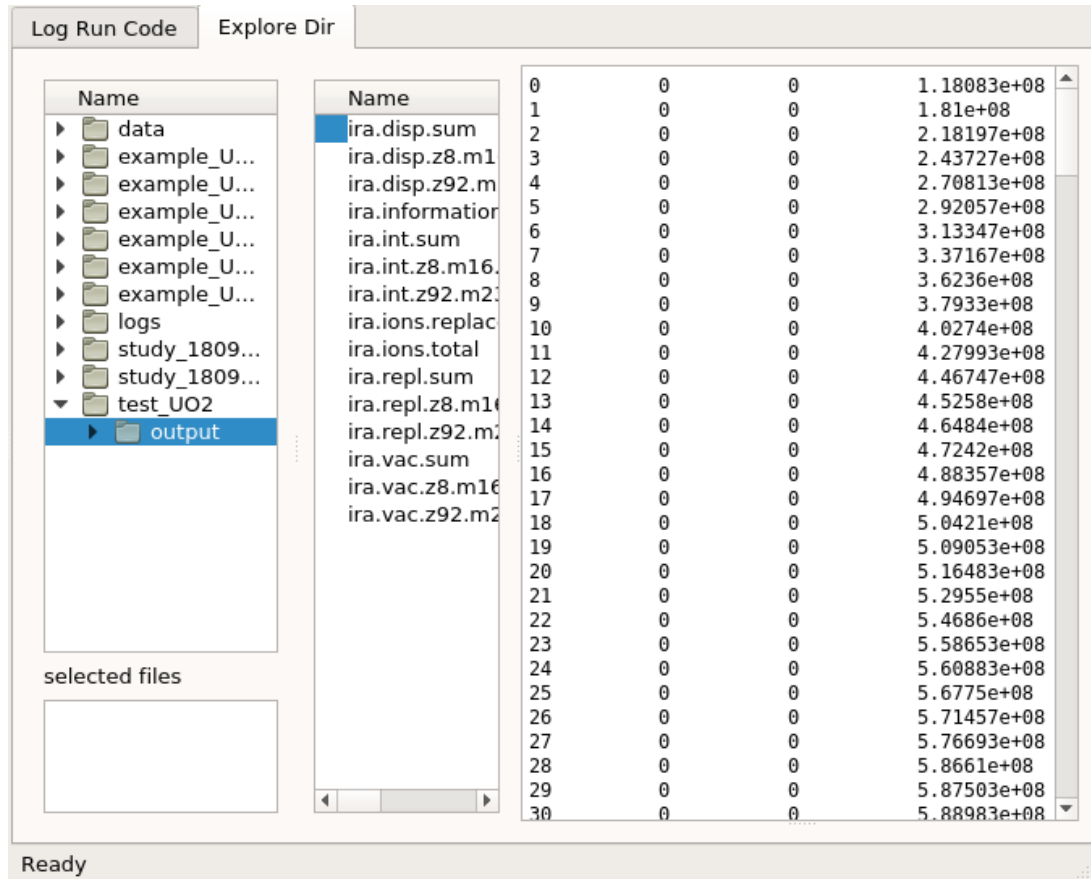 Log Run Code
Explore Dir
Name
data
example_U...
example_U...
example_U...
example_U...
example_U...
example_U...
example_U...
logs
study_1809...
study_1809...
test_UO2
output
selected files
Name
ira.disp.sum
ira.disp.z8.m1
ira.disp.z92.m
ira.information
ira.int.sum
ira.int.z8.m16.
ira.int.z92.m23
ira.ions.replac
ira.ions.total
ira.repl.sum
ira.repl.z8.m16
ira.repl.z92.m2
ira.vac.sum
ira.vac.z8.m16
ira.vac.z92.m2
0 0 0 1.18083e+08
1 0 0 1.81e+08
2 0 0 2.18197e+08
3 0 0 2.43727e+08
4 0 0 2.70813e+08
5 0 0 2.92057e+08
6 0 0 3.13347e+08
7 0 0 3.37167e+08
8 0 0 3.6236e+08
9 0 0 3.7933e+08
10 0 0 4.0274e+08
11 0 0 4.27993e+08
12 0 0 4.46747e+08
13 0 0 4.5258e+08
14 0 0 4.6484e+08
15 0 0 4.7242e+08
16 0 0 4.88357e+08
17 0 0 4.94697e+08
18 0 0 5.0421e+08
19 0 0 5.09053e+08
20 0 0 5.16483e+08
21 0 0 5.2955e+08
22 0 0 5.4686e+08
23 0 0 5.58653e+08
24 0 0 5.60883e+08
25 0 0 5.6775e+08
26 0 0 5.71457e+08
27 0 0 5.76693e+08
28 0 0 5.8661e+08
29 0 0 5.87503e+08
30 0 0 5.88983e+08
Ready